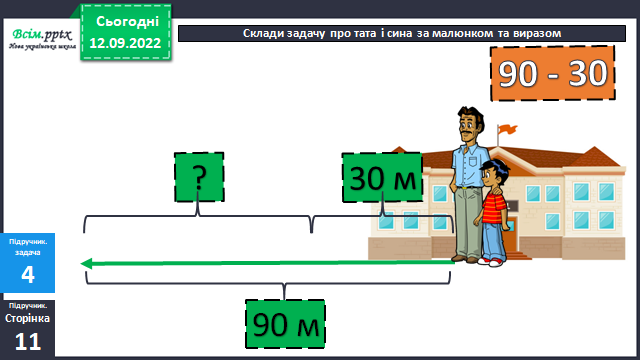 Всім.pptx
Нова українська школа
Сьогодні
12.09.2022
Склади задачу про тата і сина за малюнком та виразом
90 - 30
?
30 м
90 м
Підручник.
задача
4
Підручник.
Сторінка
11